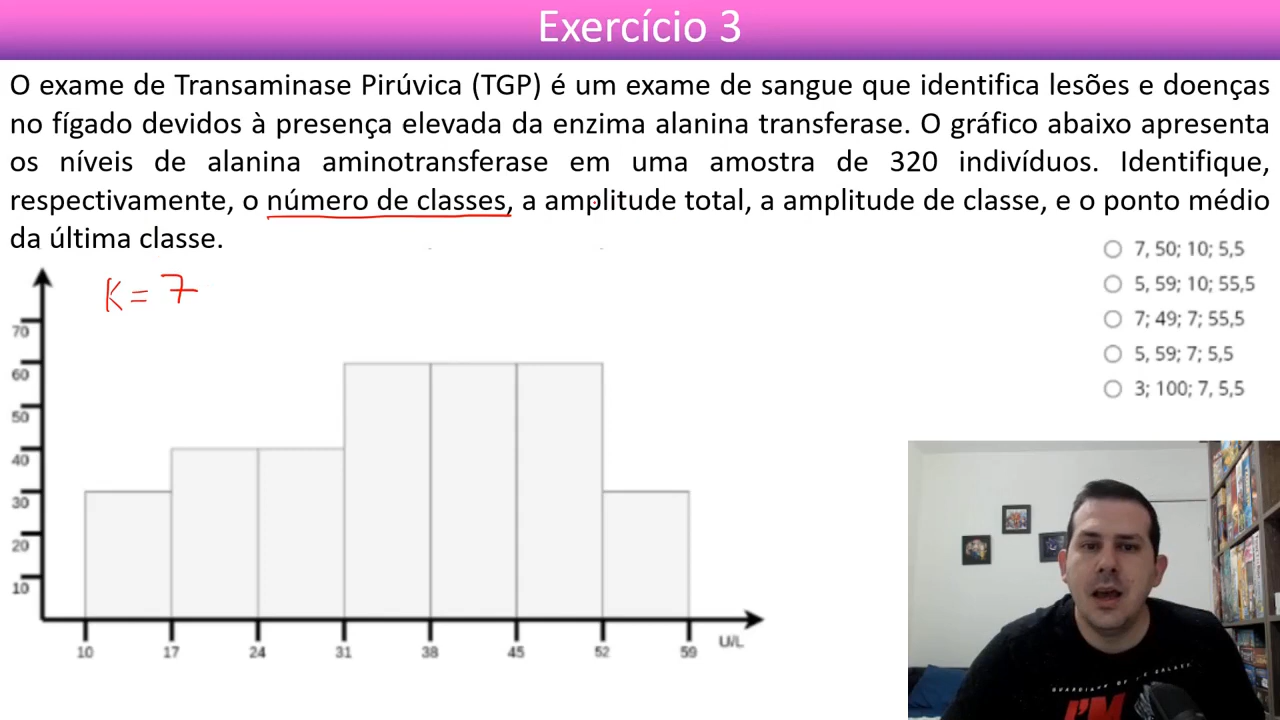 Exercício 3
O exame de Transaminase Pirúvica (TGP) é um exame de sangue que identifica lesões e doenças
no fígado devidos à presença elevada da enzima alanina transferase. O gráfico abaixo apresenta
os níveis de alanina aminotransferase em uma amostra de 320 indivíduos. Identifique,
respectivamente, o número de classes, a amplitude total, a amplitude de classe, e o ponto médio
da última classe.
7, 50; 10; 5,5
5, 59; 10; 55,5
7; 49; 7; 55,5
5, 59; 7; 5,5
3; 100; 7, 5,5
K = 7
70
60
50
40
30
20
10
10 17 24 31 38 45 52 59 U/L
GUARDIANS OF THE GALAXY
I'M